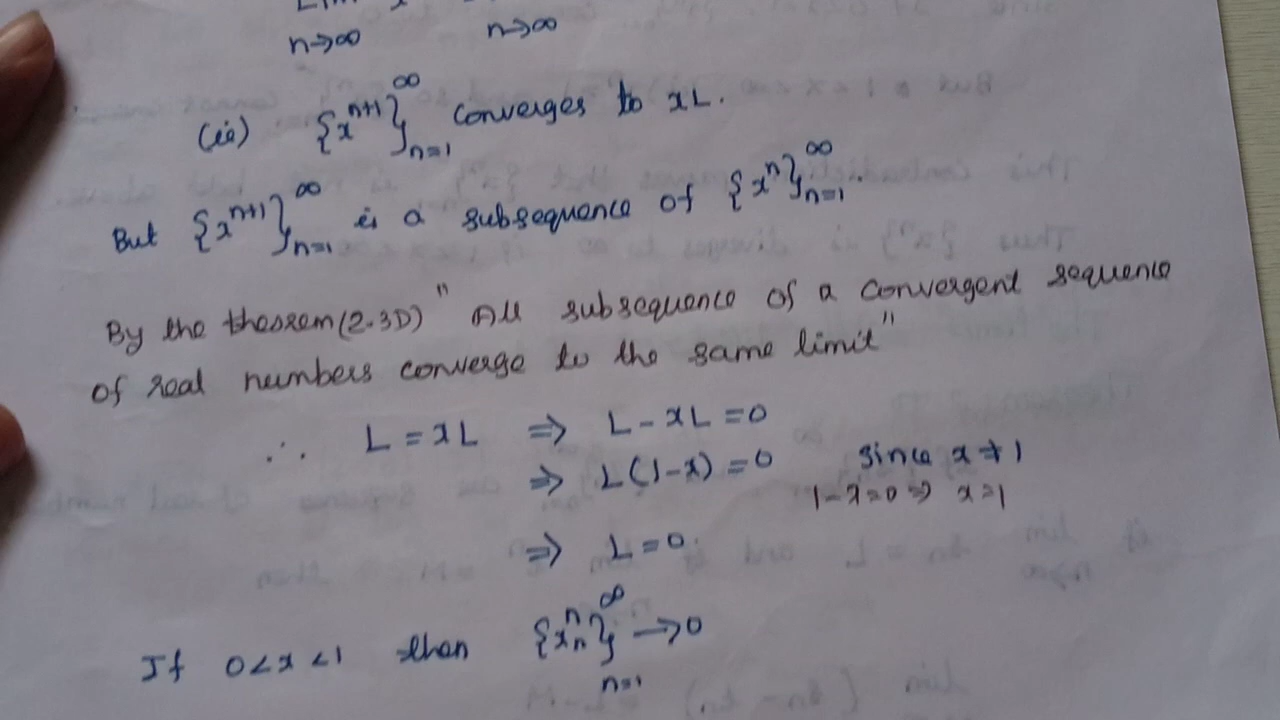 n→∞ n→∞
(ie) {x^{n+1}}_{n=1}^∞ converges to xL.
But {x^{n+1}}_{n=1}^∞ is a subsequence of {x^n}_{n=1}^∞.
By the theorem (2.3D) " All subsequence of a convergent sequence
of real numbers converge to the same limit"
∴ L = xL ⇒ L - xL = 0
⇒ L(1-x) = 0 since x ≠ 1
1-x=0 ⇒ x=1
⇒ L = 0.
If 0<x<1 then {x_n^n}_{n=1}^∞ → 0